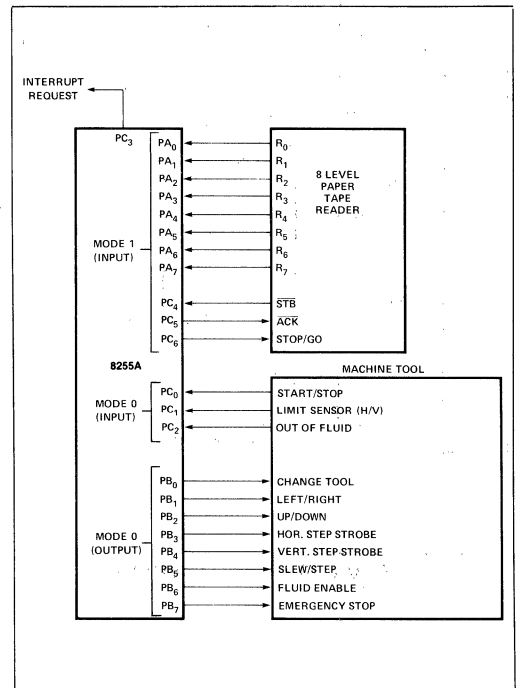 INTERRUPT
REQUEST
PC3
PA0 R0
PA1 R1
PA2 R2
PA3 R3
PA4 R4
PA5 R5
PA6 R6
PA7 R7
8 LEVEL
PAPER
TAPE
READER
MODE 1
(INPUT)
PC4 STB
PC5 ACK
PC6 STOP/GO
8255A
MACHINE TOOL
MODE 0
(INPUT)
PC0 START/STOP
PC1 LIMIT SENSOR (H/V)
PC2 OUT OF FLUID
MODE 0
(OUTPUT)
PB0 CHANGE TOOL
PB1 LEFT/RIGHT
PB2 UP/DOWN
PB3 HOR. STEP STROBE
PB4 VERT. STEP STROBE
PB5 SLEW/STEP
PB6 FLUID ENABLE
PB7 EMERGENCY STOP